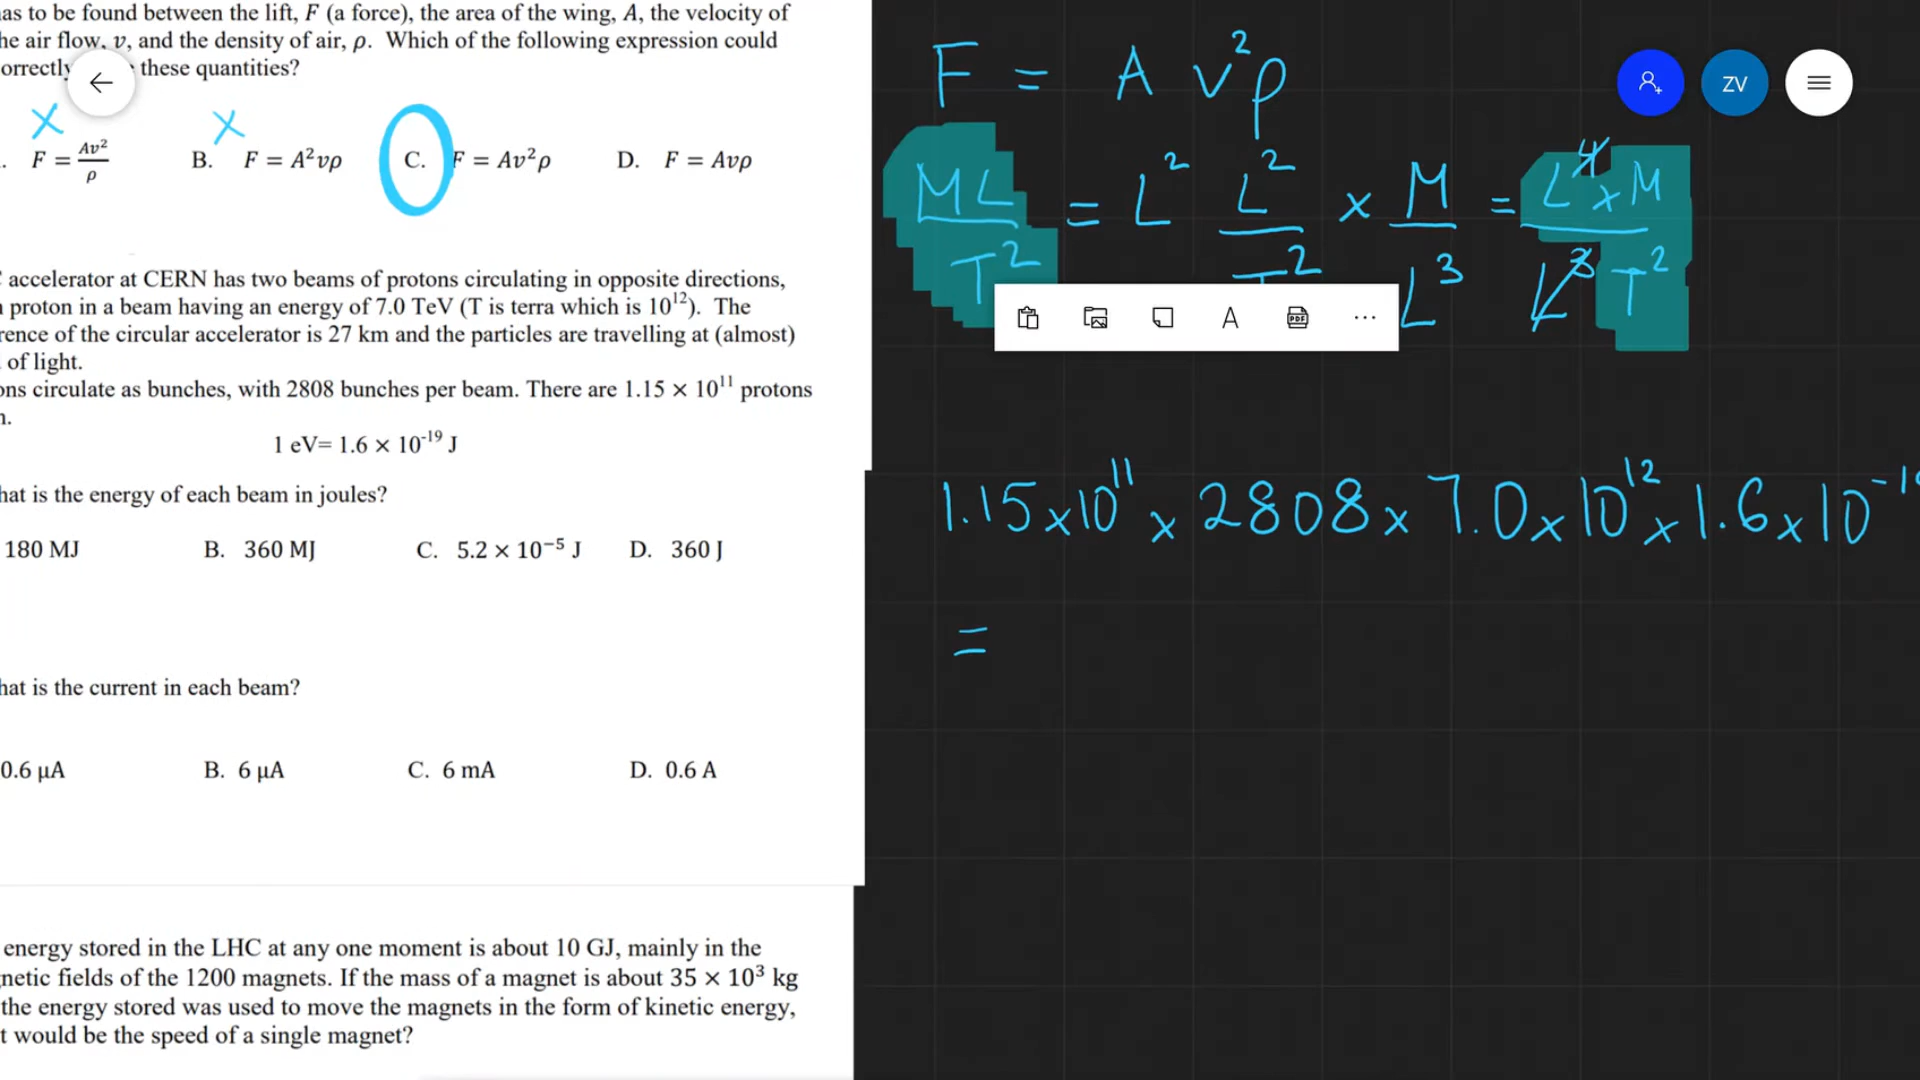 as to be found between the lift, F (a force), the area of the wing, A, the velocity of
he air flow, v, and the density of air, ρ. Which of the following expression could
orrectly these quantities?
X X
. F = Av²/ρ B. F = A²vρ C. F = Av²ρ D. F = Avρ
accelerator at CERN has two beams of protons circulating in opposite directions,
proton in a beam having an energy of 7.0 TeV (T is terra which is 10¹²). The
rence of the circular accelerator is 27 km and the particles are travelling at (almost)
of light.
ons circulate as bunches, with 2808 bunches per beam. There are 1.15 × 10¹¹ protons
1 eV= 1.6 × 10⁻¹⁹ J
hat is the energy of each beam in joules?
180 MJ B. 360 MJ C. 5.2 × 10⁻⁵ J D. 360 J
hat is the current in each beam?
0.6 μA B. 6 μA C. 6 mA D. 0.6 A
energy stored in the LHC at any one moment is about 10 GJ, mainly in the
netic fields of the 1200 magnets. If the mass of a magnet is about 35 × 10³ kg
the energy stored was used to move the magnets in the form of kinetic energy,
t would be the speed of a single magnet?
F = A v²ρ
ML/T² = L² L²/T² × M/L³ = L⁴×M/L³T²
A PDF ...
1.15×10¹¹ × 2808 × 7.0×10¹² × 1.6×10⁻¹⁹
=
ZV